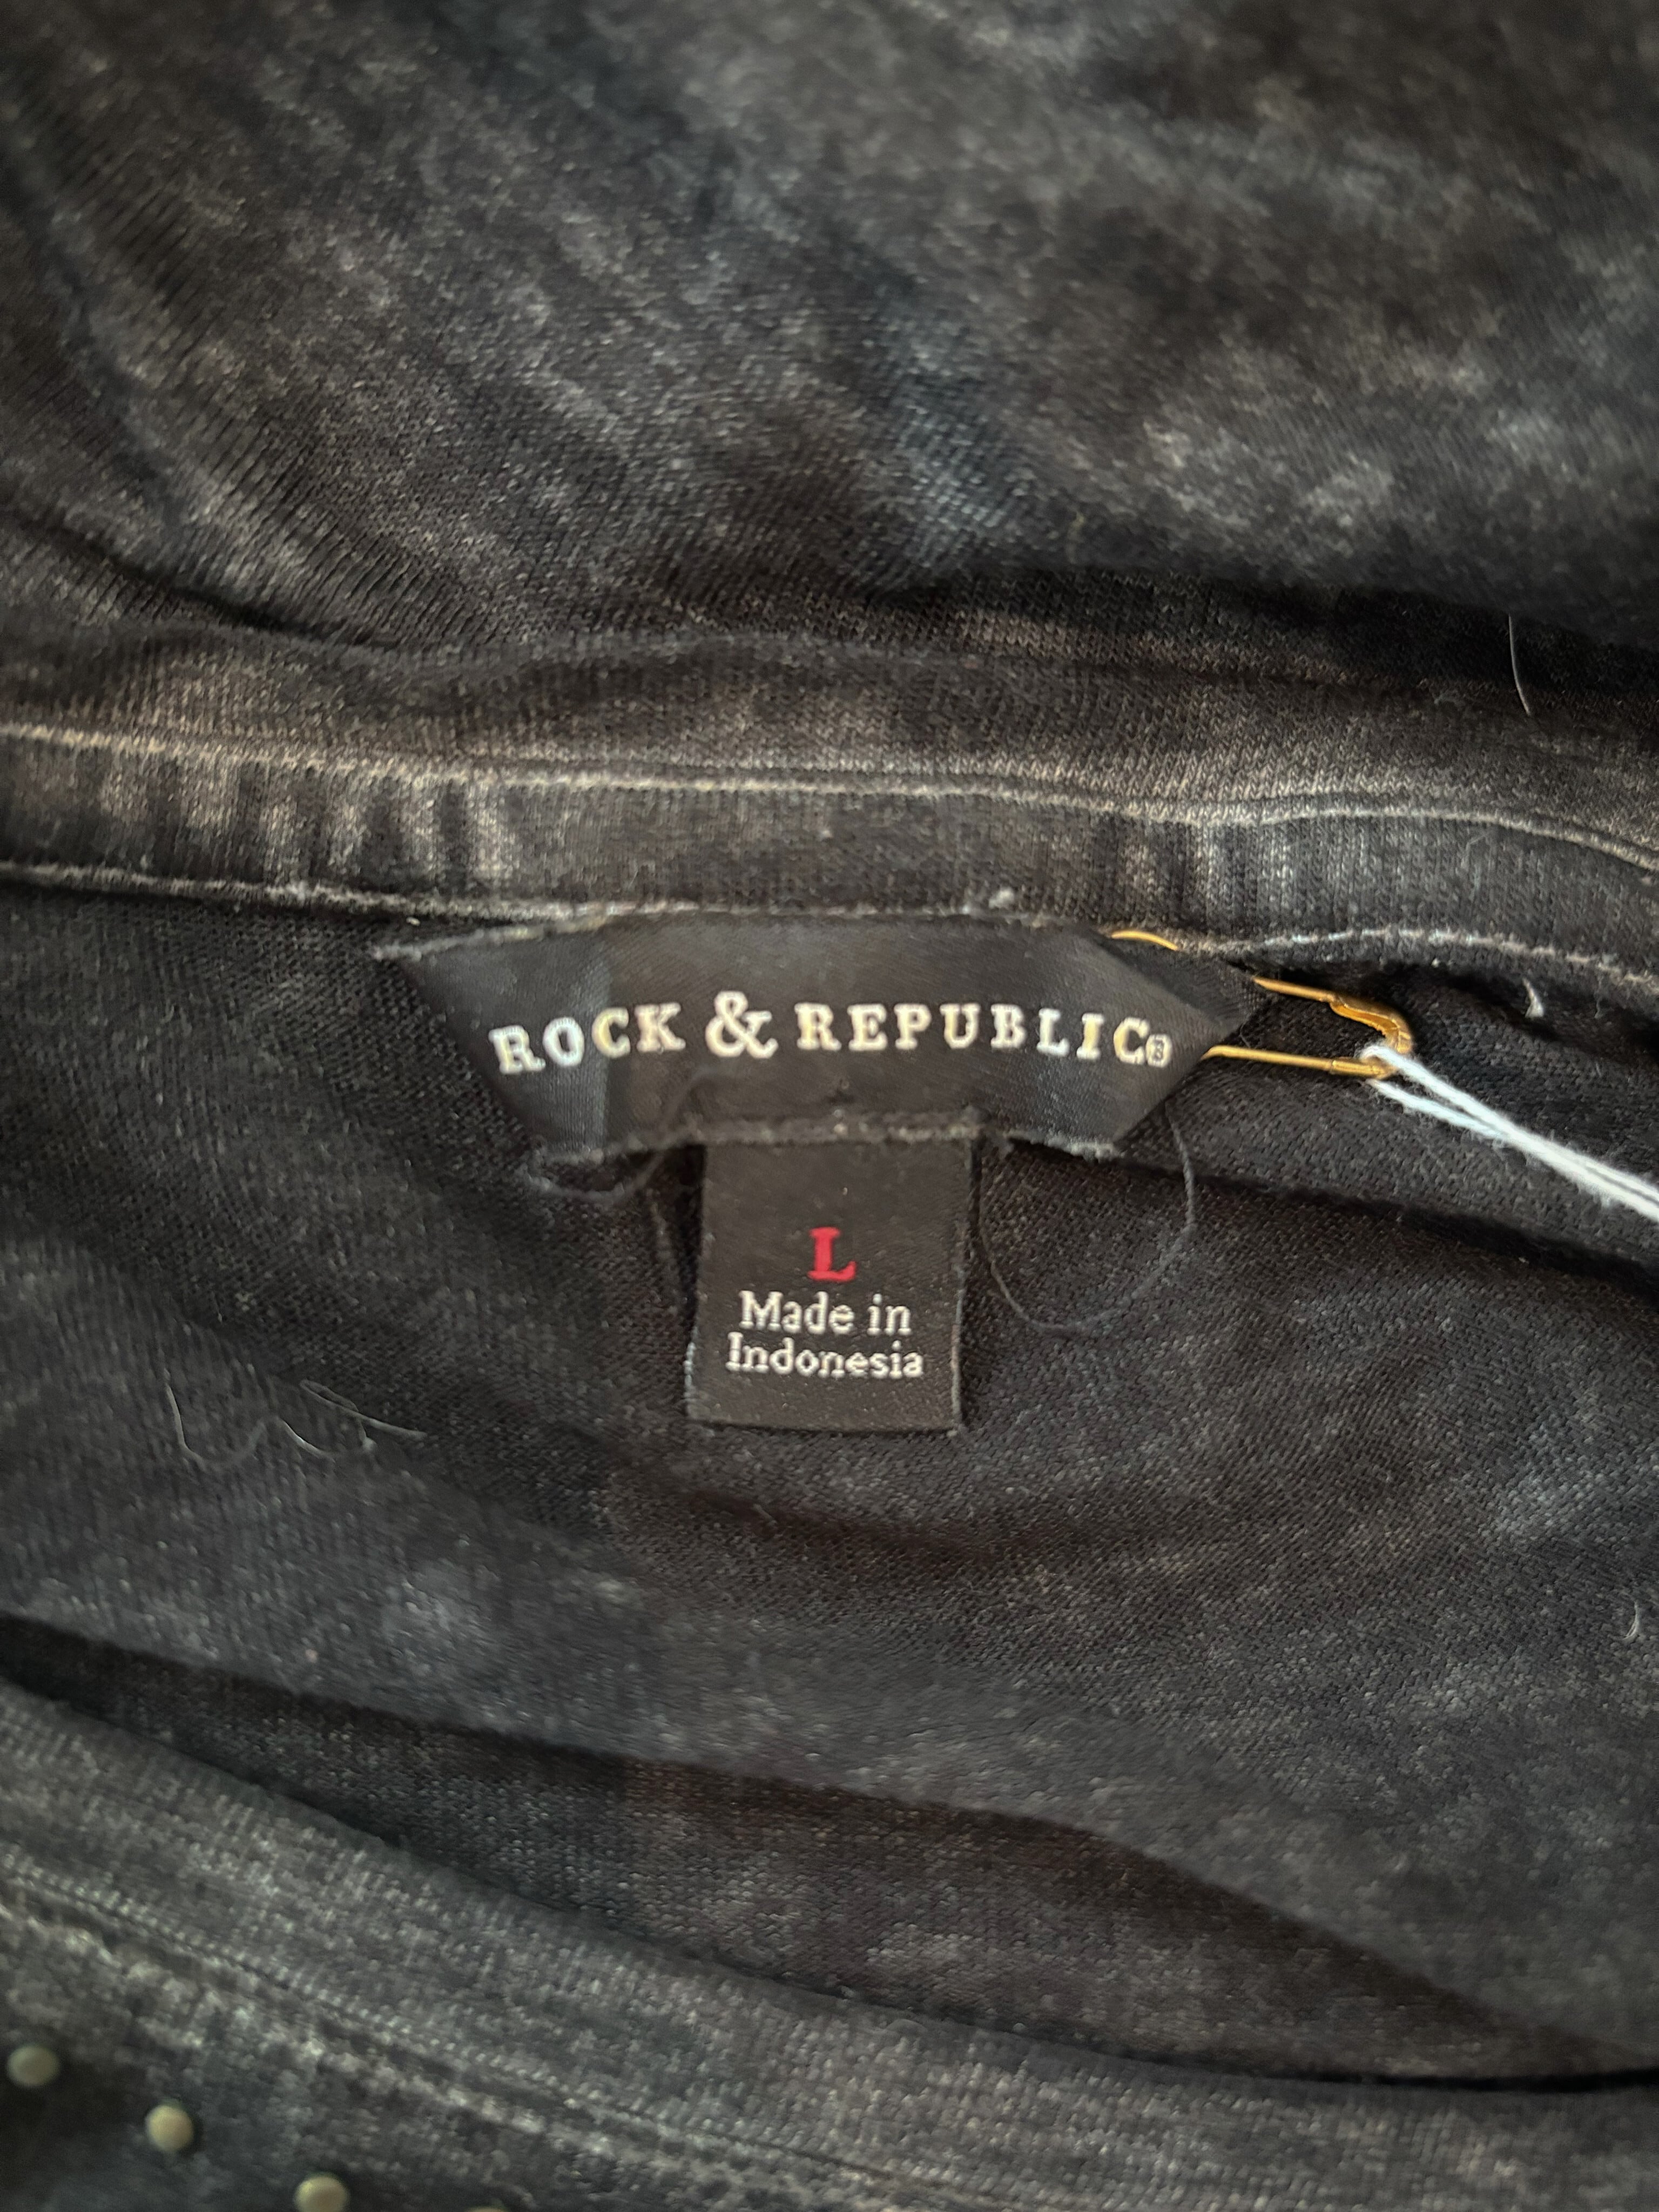 ROCK & REPUBLIC®
L
Made in
Indonesia